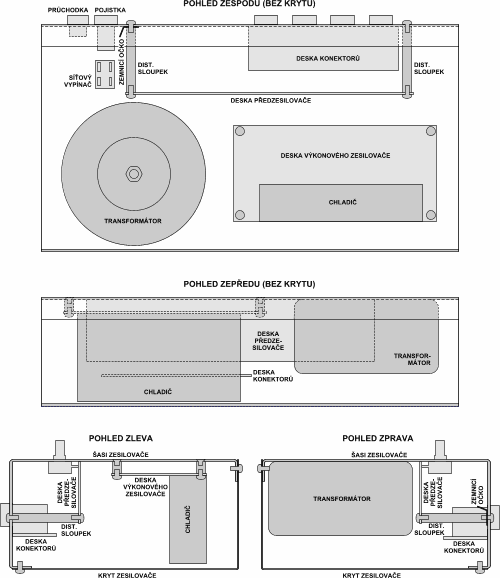 POHLED ZESPODU (BEZ KRYTU)
PRŮCHODKA POJISTKA
ZEMNICÍ OČKO
DIST.
SLOUPEK
DESKA KONEKTORŮ
DIST.
SLOUPEK
SÍŤOVÝ
VYPÍNAČ
DESKA PŘEDZESILOVAČE
DESKA VÝKONOVÉHO ZESILOVAČE
CHLADIČ
TRANSFORMÁTOR
POHLED ZEPŘEDU (BEZ KRYTU)
DESKA
PŘEDZE-
SILOVAČE
TRANSFOR-
MÁTOR
DESKA
KONEKTORŮ
CHLADIČ
POHLED ZLEVA
ŠASI ZESILOVAČE
DESKA
PŘEDZE-
SILOVAČE
DESKA
VÝKONOVÉHO
ZESILOVAČE
CHLADIČ
DIST.
SLOUPEK
DESKA
KONEKTORŮ
KRYT ZESILOVAČE
POHLED ZPRAVA
ŠASI ZESILOVAČE
TRANSFORMÁTOR
DESKA
PŘEDZE-
SILOVAČE
ZEMNICÍ
OČKO
DIST.
SLOUPEK
DESKA
KONEKTORŮ
KRYT ZESILOVAČE